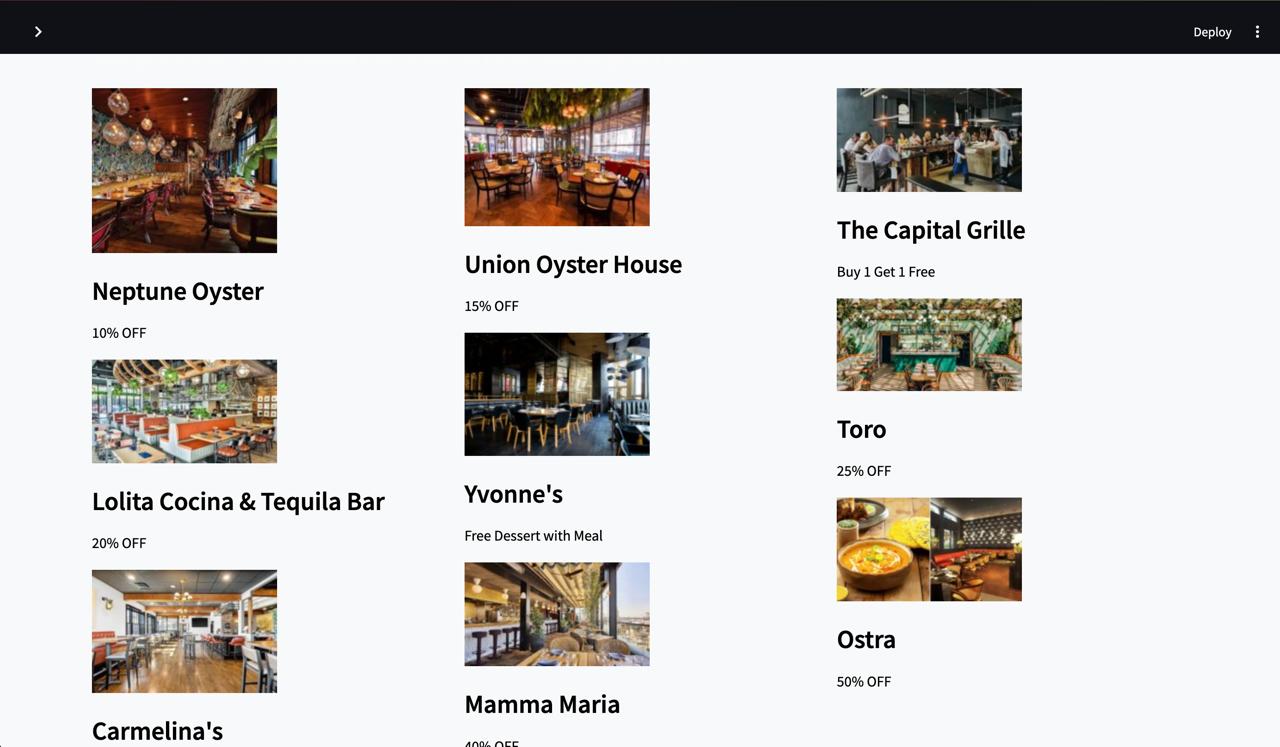 Deploy
Neptune Oyster
10% OFF
Lolita Cocina & Tequila Bar
20% OFF
Carmelina's
Union Oyster House
15% OFF
Yvonne's
Free Dessert with Meal
Mamma Maria
40% OFF
The Capital Grille
Buy 1 Get 1 Free
Toro
25% OFF
Ostra
50% OFF